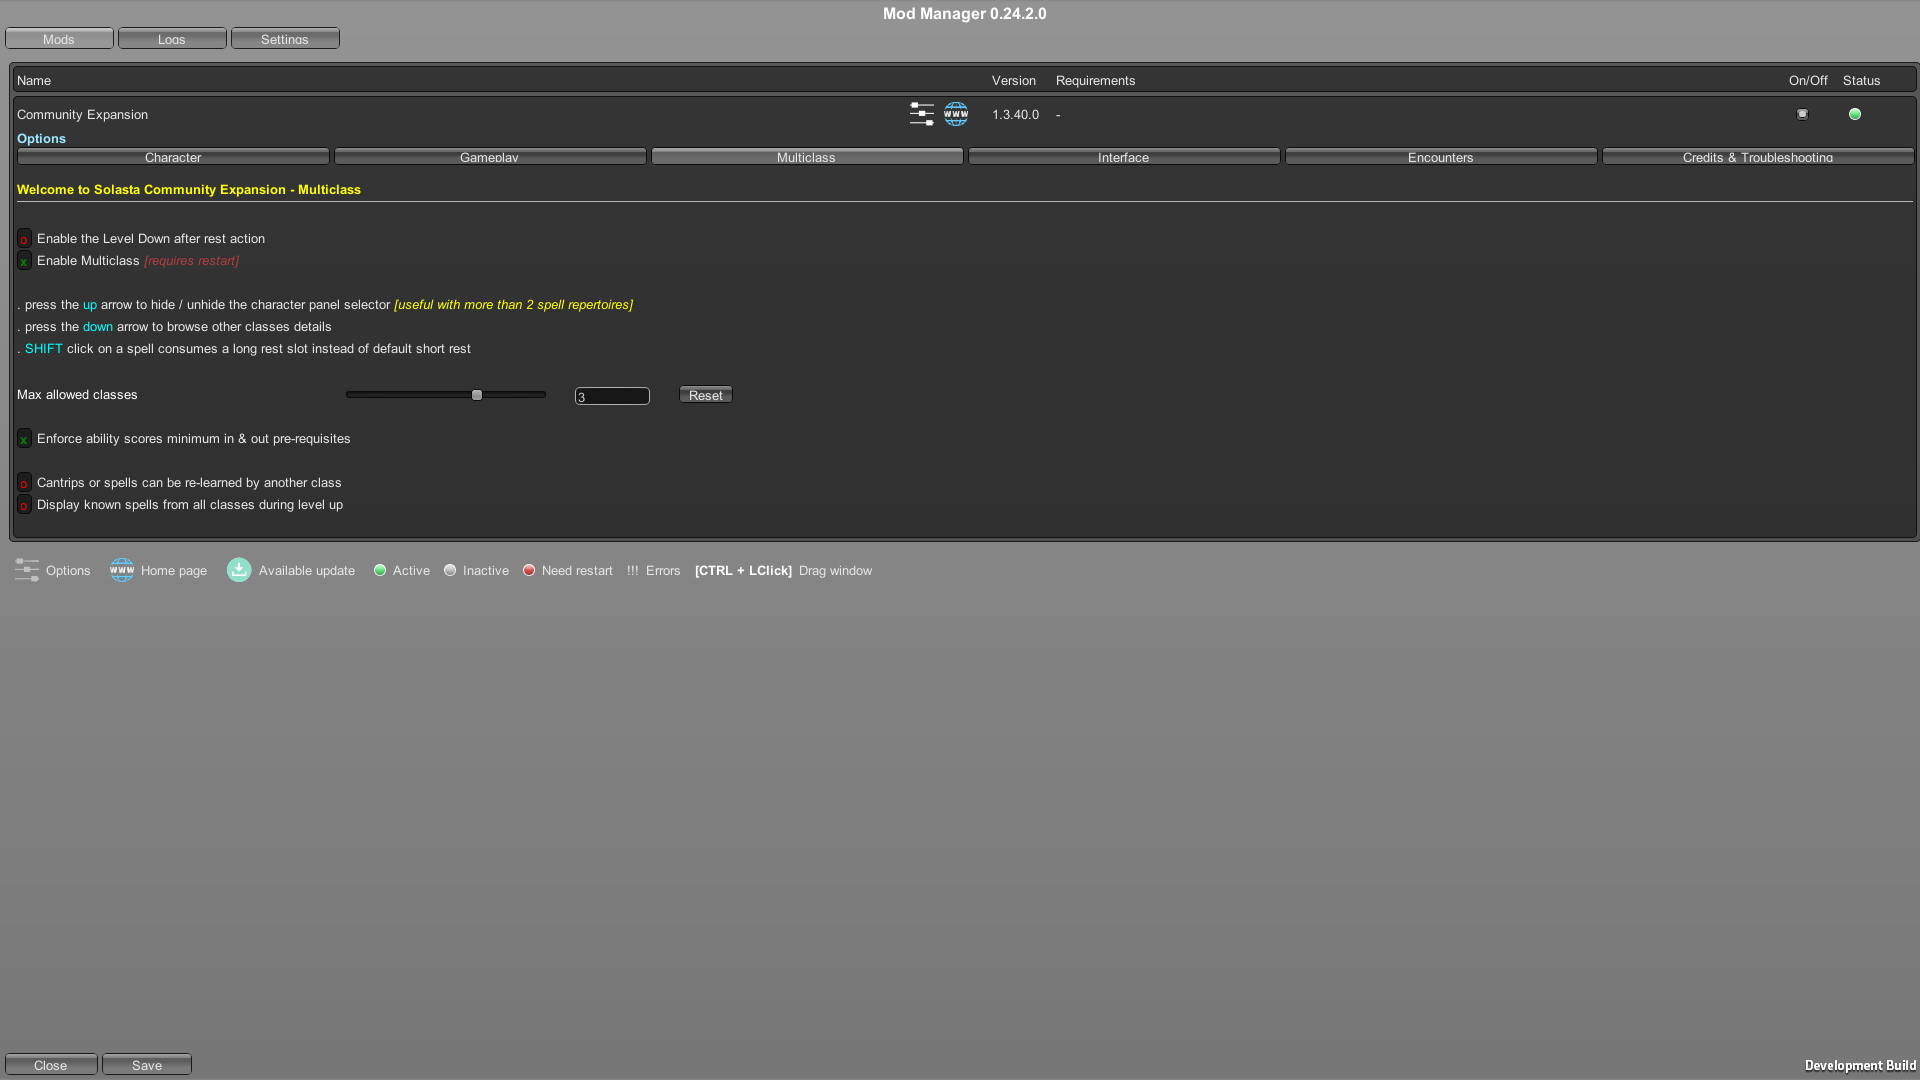 Mod Manager 0.24.2.0
Mods Logs Settings
Name Version Requirements On/Off Status
Community Expansion www 1.3.40.0 -
Options
Character Gameplay Multiclass Interface Encounters Credits & Troubleshooting
Welcome to Solasta Community Expansion - Multiclass
o Enable the Level Down after rest action
x Enable Multiclass [requires restart]
. press the up arrow to hide / unhide the character panel selector [useful with more than 2 spell repertoires]
. press the down arrow to browse other classes details
. SHIFT click on a spell consumes a long rest slot instead of default short rest
Max allowed classes 3 Reset
x Enforce ability scores minimum in & out pre-requisites
o Cantrips or spells can be re-learned by another class
o Display known spells from all classes during level up
Options www Home page Available update Active Inactive Need restart !!! Errors [CTRL + LClick] Drag window
Close Save Development Build